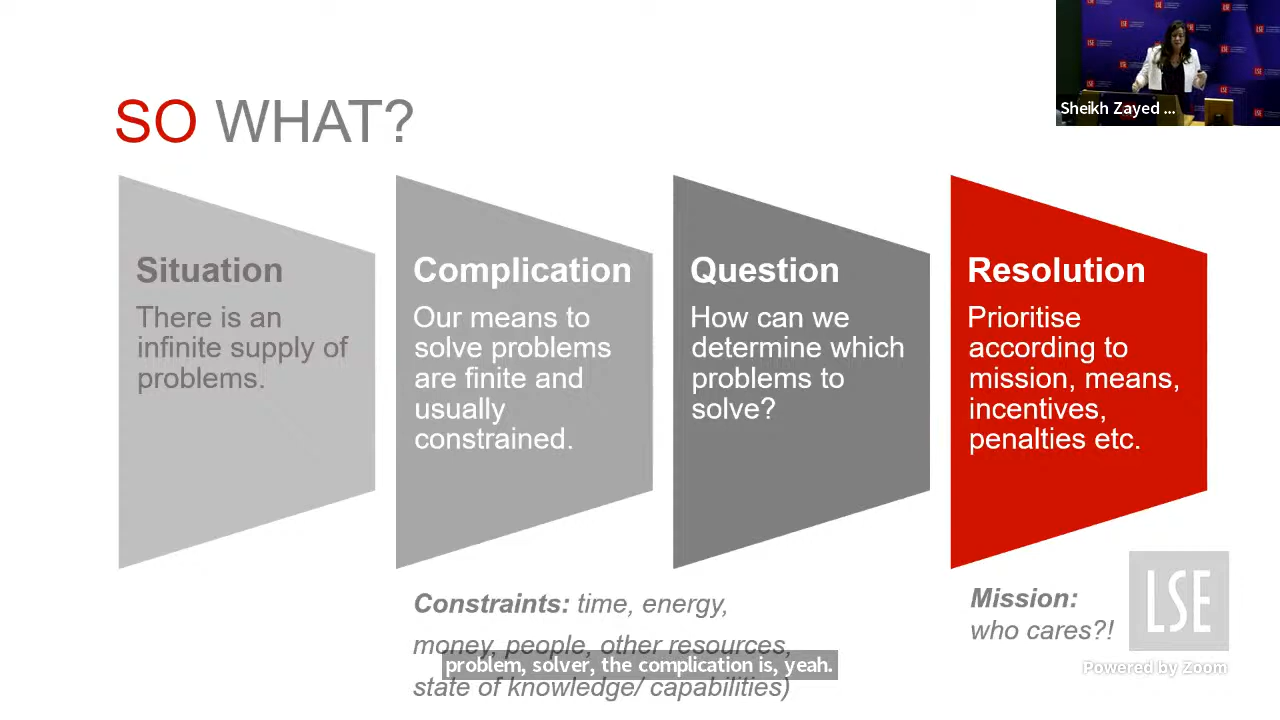 SO WHAT?
Sheikh Zayed ...
Situation
There is an
infinite supply of
problems.
Complication
Our means to
solve problems
are finite and
usually
constrained.
Question
How can we
determine which
problems to
solve?
Resolution
Prioritise
according to
mission, means,
incentives,
penalties etc.
Constraints: time, energy,
money, people, other resources,
state of knowledge/ capabilities)
problem, solver, the complication is, yeah.
Mission:
who cares?!
LSE
Powered by Zoom